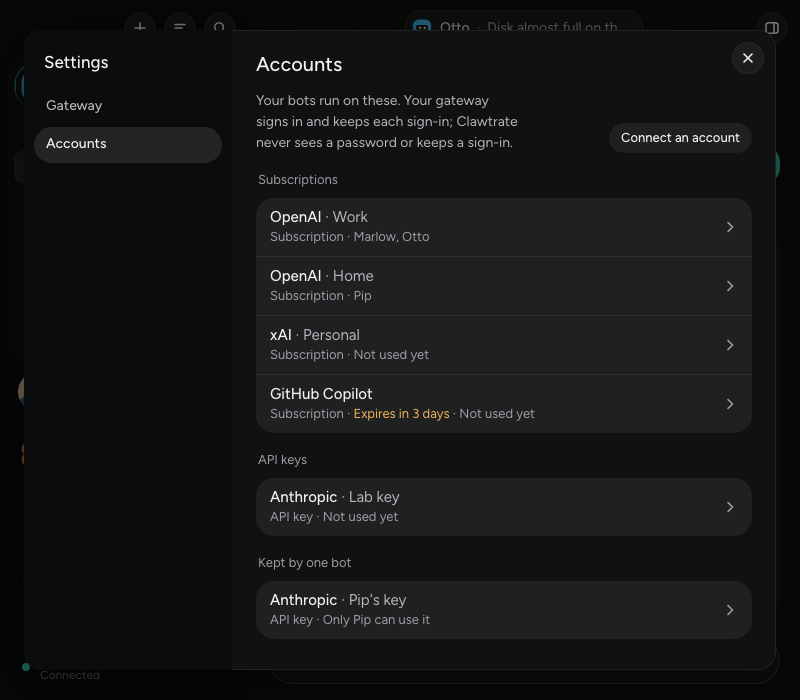 Otto · Disk almost full on th
Settings
Gateway
Accounts
Accounts
Your bots run on these. Your gateway
signs in and keeps each sign-in; Clawtrate
never sees a password or keeps a sign-in.
Connect an account
Subscriptions
OpenAI · Work
Subscription · Marlow, Otto
OpenAI · Home
Subscription · Pip
xAI · Personal
Subscription · Not used yet
GitHub Copilot
Subscription · Expires in 3 days · Not used yet
API keys
Anthropic · Lab key
API key · Not used yet
Kept by one bot
Anthropic · Pip's key
API key · Only Pip can use it
Connected